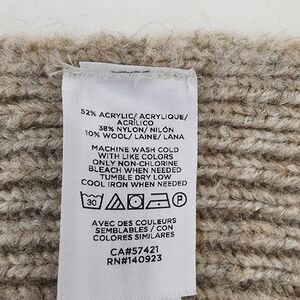 52% ACRYLIC/ ACRYLIQUE/
ACRÍLICO
38% NYLON/ NILÓN
10% WOOL/ LAINE/ LANA
MACHINE WASH COLD
WITH LIKE COLORS
ONLY NON-CHLORINE
BLEACH WHEN NEEDED
TUMBLE DRY LOW
COOL IRON WHEN NEEDED
30
AVEC DES COULEURS
SEMBLABLES / CON
COLORES SIMILARES
CA#57421
RN#140923